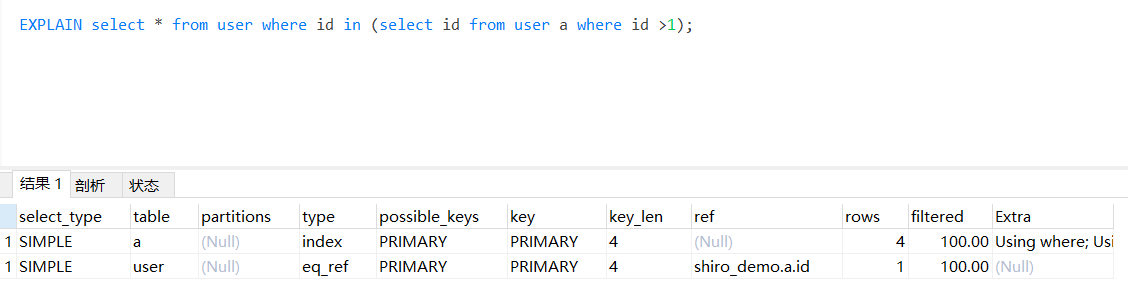 EXPLAIN select * from user where id in (select id from user a where id >1);
结果 1 剖析 状态
select_type table partitions type possible_keys key key_len ref rows filtered Extra
1 SIMPLE a (Null) index PRIMARY PRIMARY 4 (Null) 4 100.00 Using where; Usi
1 SIMPLE user (Null) eq_ref PRIMARY PRIMARY 4 shiro_demo.a.id 1 100.00 (Null)